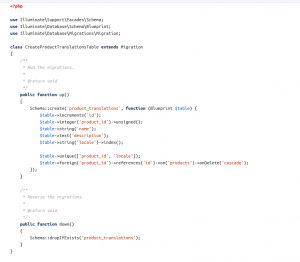 <?php

use Illuminate\Support\Facades\Schema;
use Illuminate\Database\Schema\Blueprint;
use Illuminate\Database\Migrations\Migration;

class CreateProductTranslationsTable extends Migration
{
    /**
     * Run the migrations.
     *
     * @return void
     */
    public function up()
    {
        Schema::create('product_translations', function (Blueprint $table) {
            $table->increments('id');
            $table->integer('product_id')->unsigned();
            $table->string('name');
            $table->text('description');
            $table->string('locale')->index();

            $table->unique(['product_id', 'locale']);
            $table->foreign('product_id')->references('id')->on('products')->onDelete('cascade');
        });
    }

    /**
     * Reverse the migrations.
     *
     * @return void
     */
    public function down()
    {
        Schema::dropIfExists('product_translations');
    }
}